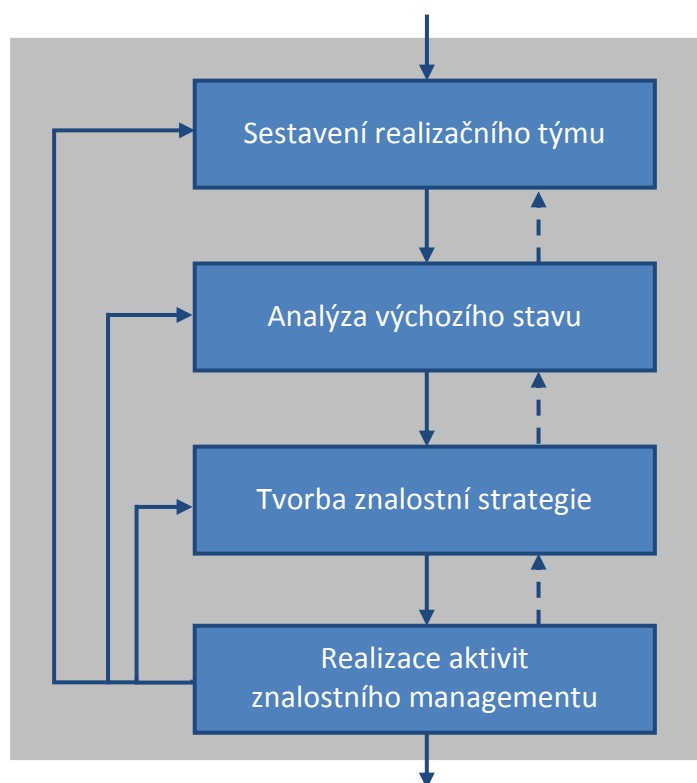 Sestavení realizačního týmu
Analýza výchozího stavu
Tvorba znalostní strategie
Realizace aktivit
znalostního managementu